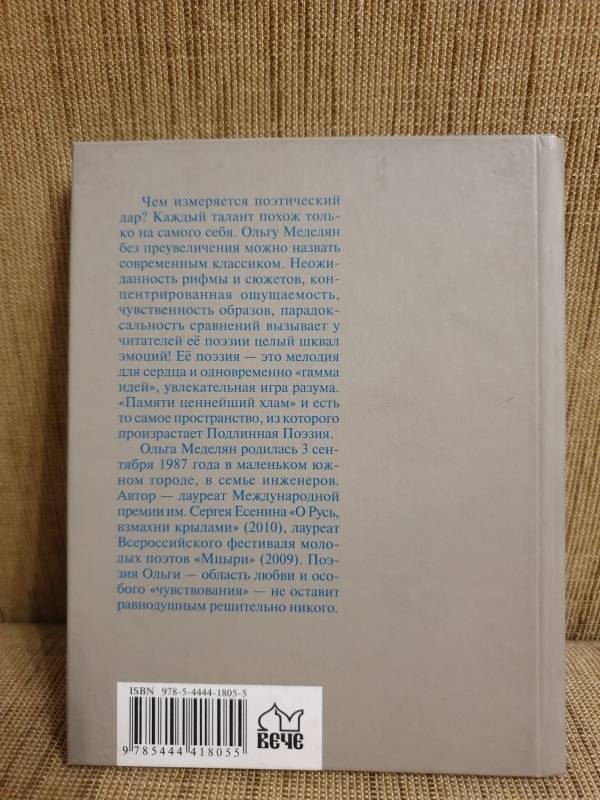 Чем измеряется поэтический
дар? Каждый талант похож толь-
ко на самого себя. Ольгу Меделян
без преувеличения можно назвать
современным классиком. Неожи-
данность рифмы и сюжетов, кон-
центрированная ощущаемость,
чувственность образов, парадок-
сальность сравнений вызывает у
читателей её поэзии целый шквал
эмоций! Её поэзия — это мелодия
для сердца и одновременно «гамма
идей», увлекательная игра разума.
«Памяти ценнейший хлам» и есть
то самое пространство, из которого
произрастает Подлинная Поэзия.
Ольга Меделян родилась 3 сен-
тября 1987 года в маленьком юж-
ном городе, в семье инженеров.
Автор — лауреат Международной
премии им. Сергея Есенина «О Русь,
взмахни крылами» (2010), лауреат
Всероссийского фестиваля моло-
дых поэтов «Мцыри» (2009). Поэ-
зия Ольги — область любви и осо-
бого «чувствования» — не оставит
равнодушным решительно никого.
ISBN 978-5-4444-1805-5
9 785444 418055
ВЕЧЕ